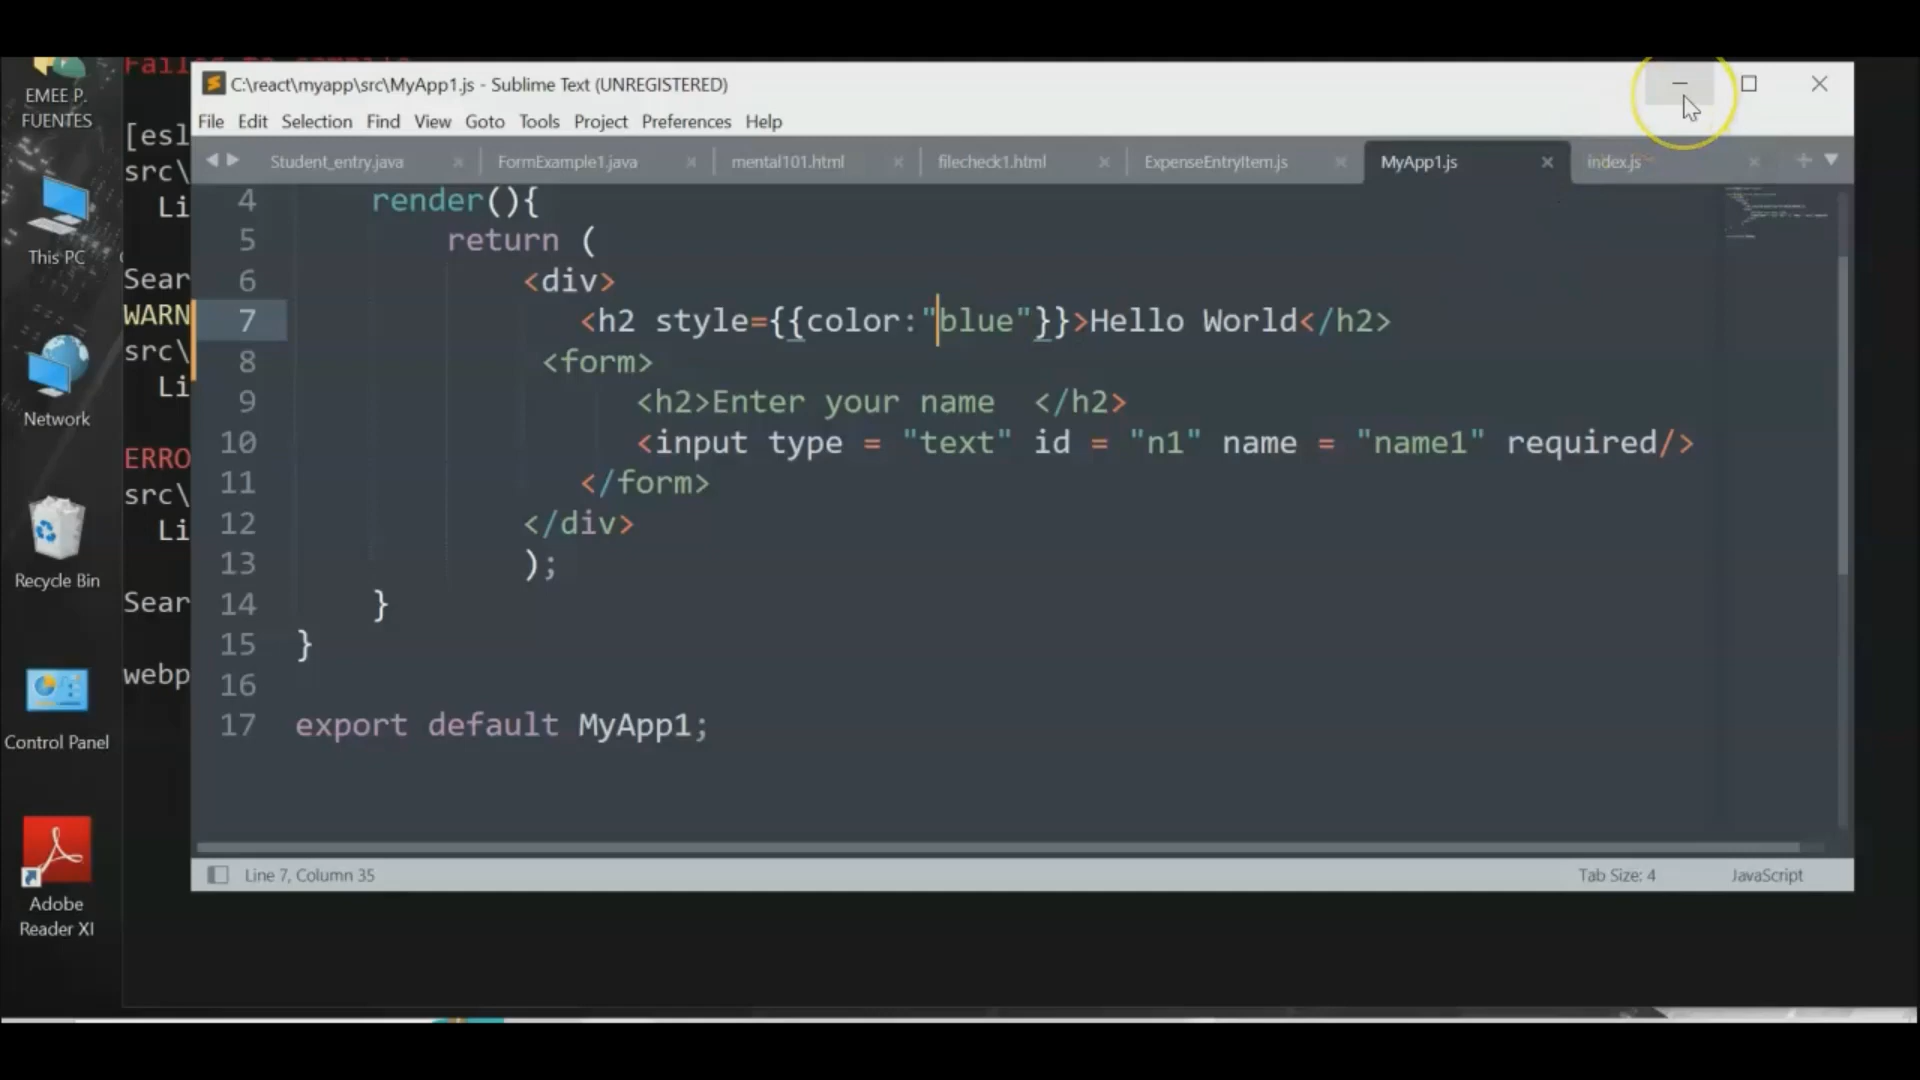 EMEE P.
FUENTES
This PC
Network
Recycle Bin
Control Panel
Adobe
Reader XI
[esl
src\
Li
Sear
WARN
src\
Li
ERRO
src\
Li
Sear
webp
C:\react\myapp\src\MyApp1.js - Sublime Text (UNREGISTERED)
File Edit Selection Find View Goto Tools Project Preferences Help
Student_entry.java FormExample1.java mental101.html filecheck1.html ExpenseEntryItem.js MyApp1.js index.js
4 render(){
5 return (
6 <div>
7 <h2 style={{color:"blue"}}>Hello World</h2>
8 <form>
9 <h2>Enter your name </h2>
10 <input type = "text" id = "n1" name = "name1" required/>
11 </form>
12 </div>
13 );
14 }
15 }
16
17 export default MyApp1;
Line 7, Column 35 Tab Size: 4 JavaScript